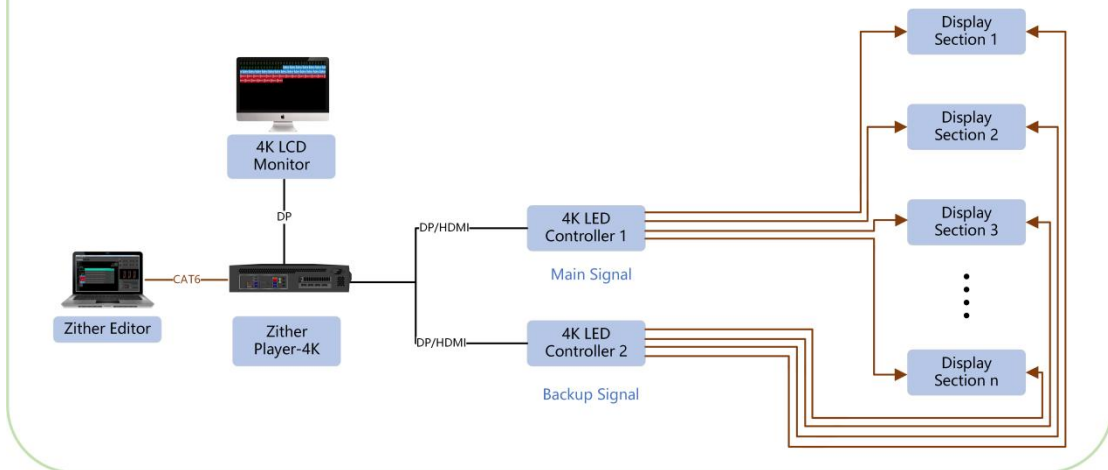 4K LCD
Monitor
DP
Zither Editor
CAT6
Zither
Player-4K
DP/HDMI
4K LED
Controller 1
Main Signal
DP/HDMI
4K LED
Controller 2
Backup Signal
Display
Section 1
Display
Section 2
Display
Section 3
Display
Section n